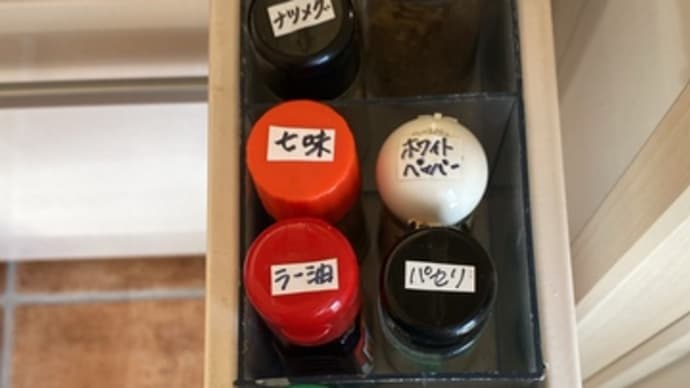 ナツメグ
七味
ホワイト
ペッパー
ラー油
パセリ